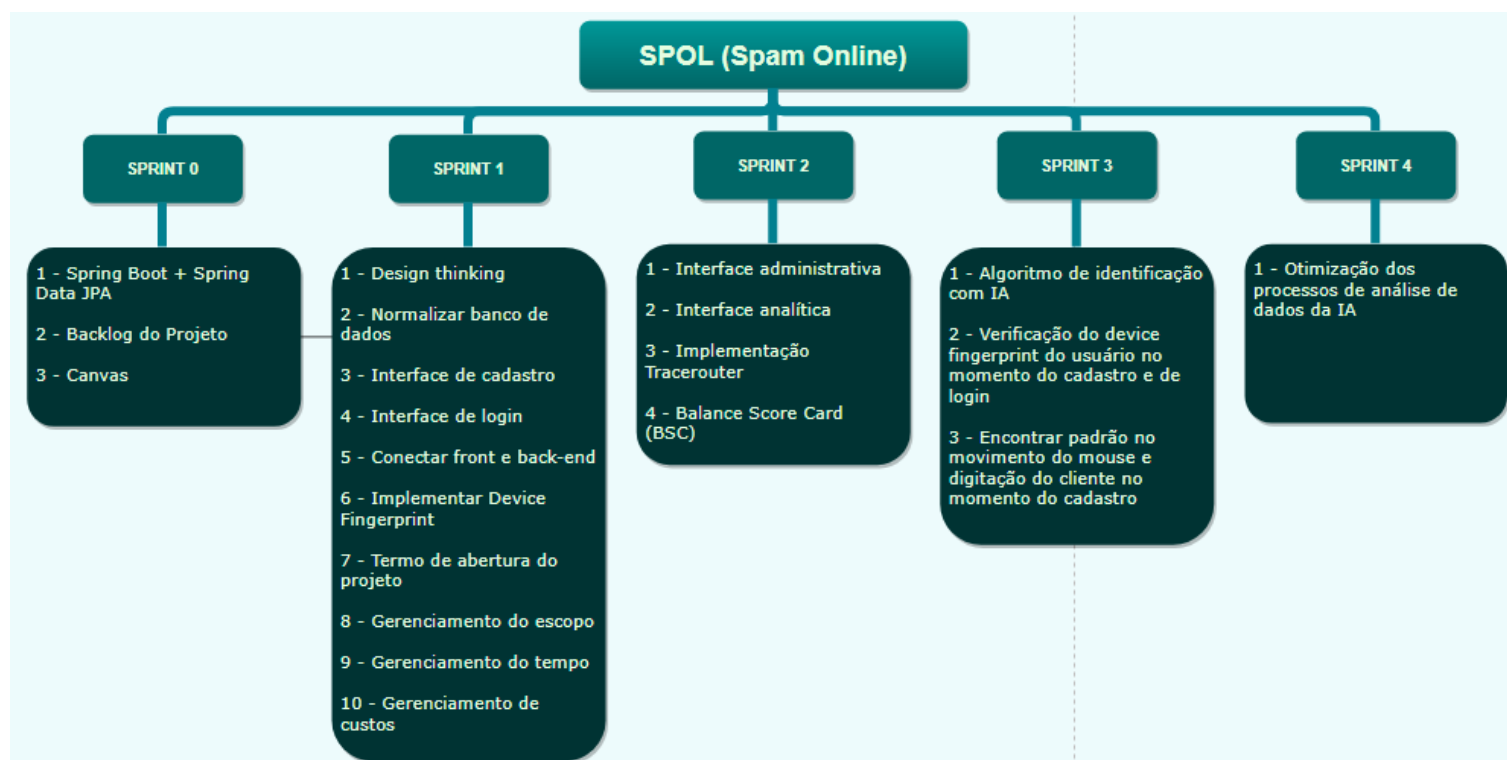 SPOL (Spam Online)
SPRINT 0
SPRINT 1
SPRINT 2
SPRINT 3
SPRINT 4
1 - Spring Boot + Spring
Data JPA
2 - Backlog do Projeto
3 - Canvas
1 - Design thinking
2 - Normalizar banco de
dados
3 - Interface de cadastro
4 - Interface de login
5 - Conectar front e back-end
6 - Implementar Device
Fingerprint
7 - Termo de abertura do
projeto
8 - Gerenciamento do escopo
9 - Gerenciamento do tempo
10 - Gerenciamento de
custos
1 - Interface administrativa
2 - Interface analítica
3 - Implementação
Tracerouter
4 - Balance Score Card
(BSC)
1 - Algoritmo de identificação
com IA
2 - Verificação do device
fingerprint do usuário no
momento do cadastro e de
login
3 - Encontrar padrão no
movimento do mouse e
digitação do cliente no
momento do cadastro
1 - Otimização dos
processos de análise de
dados da IA